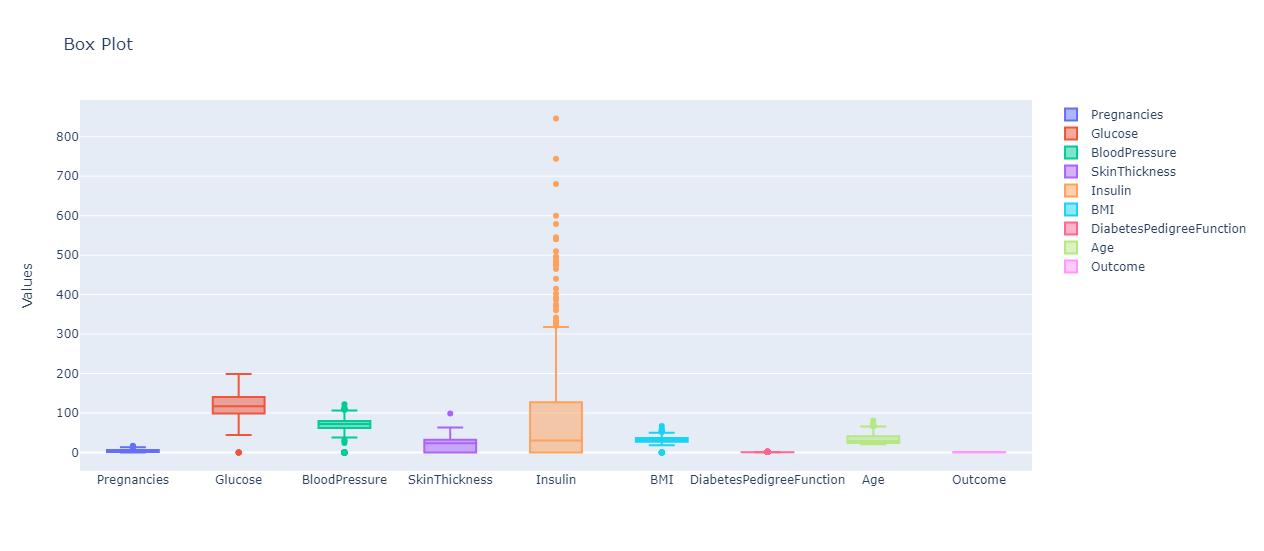 Box Plot
Values
800
700
600
500
400
300
200
100
0
Pregnancies Glucose BloodPressure SkinThickness Insulin BMI DiabetesPedigreeFunction Age Outcome
Pregnancies
Glucose
BloodPressure
SkinThickness
Insulin
BMI
DiabetesPedigreeFunction
Age
Outcome